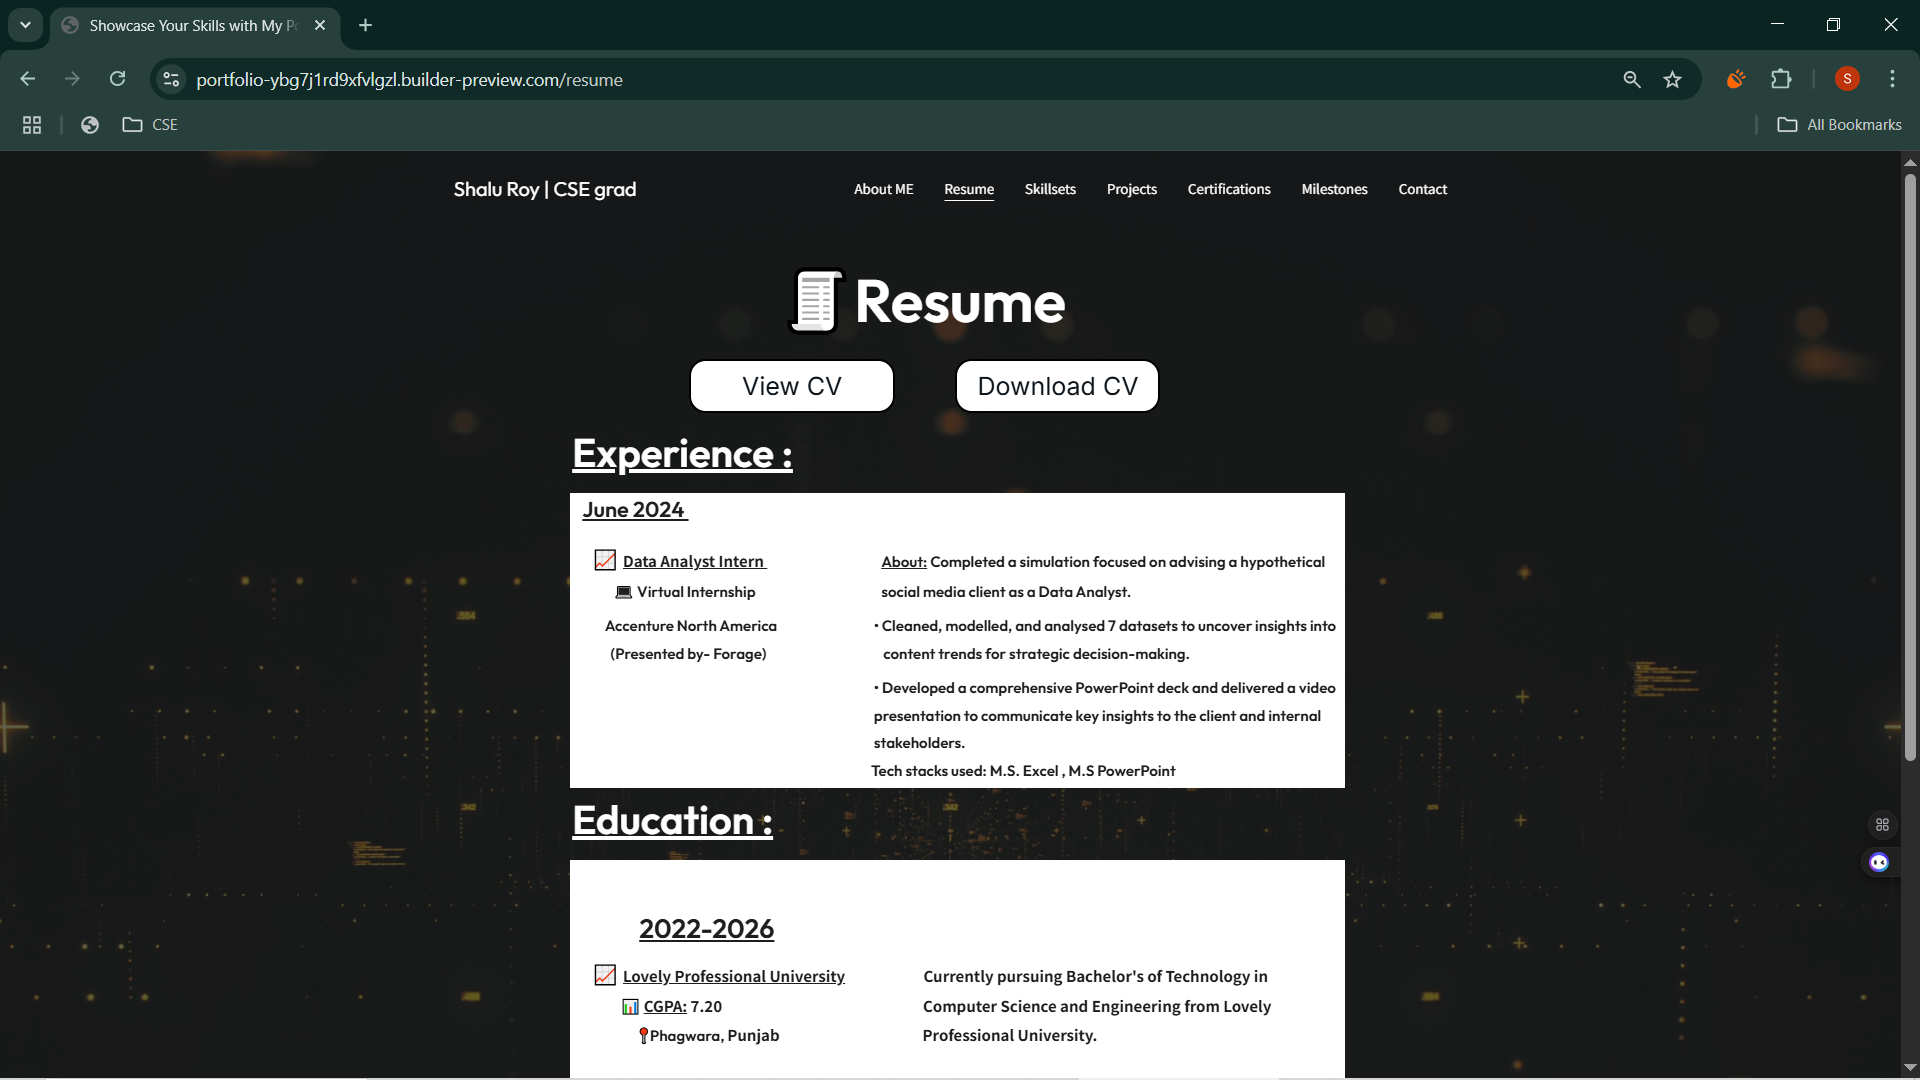 Showcase Your Skills with My Po
portfolio-ybg7j1rd9xfvlgzl.builder-preview.com/resume
S
CSE
All Bookmarks
Shalu Roy | CSE grad
About ME
Resume
Skillsets
Projects
Certifications
Milestones
Contact
Resume
View CV
Download CV
Experience :
June 2024
Data Analyst Intern
Virtual Internship
Accenture North America
(Presented by- Forage)
About: Completed a simulation focused on advising a hypothetical
social media client as a Data Analyst.
• Cleaned, modelled, and analysed 7 datasets to uncover insights into
content trends for strategic decision-making.
• Developed a comprehensive PowerPoint deck and delivered a video
presentation to communicate key insights to the client and internal
stakeholders.
Tech stacks used: M.S. Excel , M.S PowerPoint
Education :
2022-2026
Lovely Professional University
CGPA: 7.20
Phagwara, Punjab
Currently pursuing Bachelor's of Technology in
Computer Science and Engineering from Lovely
Professional University.